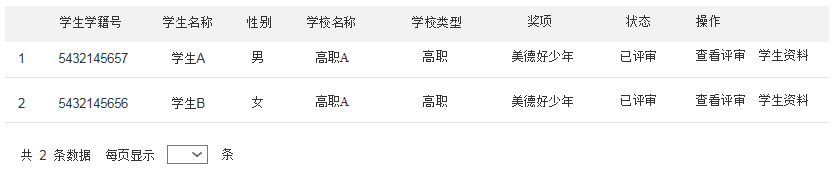 学生学籍号 学生名称 性别 学校名称 学校类型 奖项 状态 操作
1 5432145657 学生A 男 高职A 高职 美德好少年 已评审 查看评审 学生资料
2 5432145656 学生B 女 高职A 高职 美德好少年 已评审 查看评审 学生资料
共 2 条数据 每页显示 条